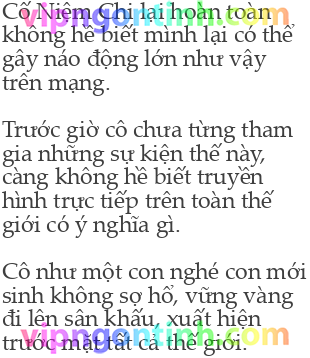 Cố Niệm Chi lại hoàn toàn
không hề biết mình lại có thể
gây náo động lớn như vậy
trên mạng.
Trước giờ cô chưa từng tham
gia những sự kiện thế này,
càng không hề biết truyền
hình trực tiếp trên toàn thế
giới có ý nghĩa gì.
Cô như một con nghé con mới
sinh không sợ hổ, vững vàng
đi lên sân khấu, xuất hiện
trước mặt tất cả thế giới.
vipngontinh.com
vipngontinh.com